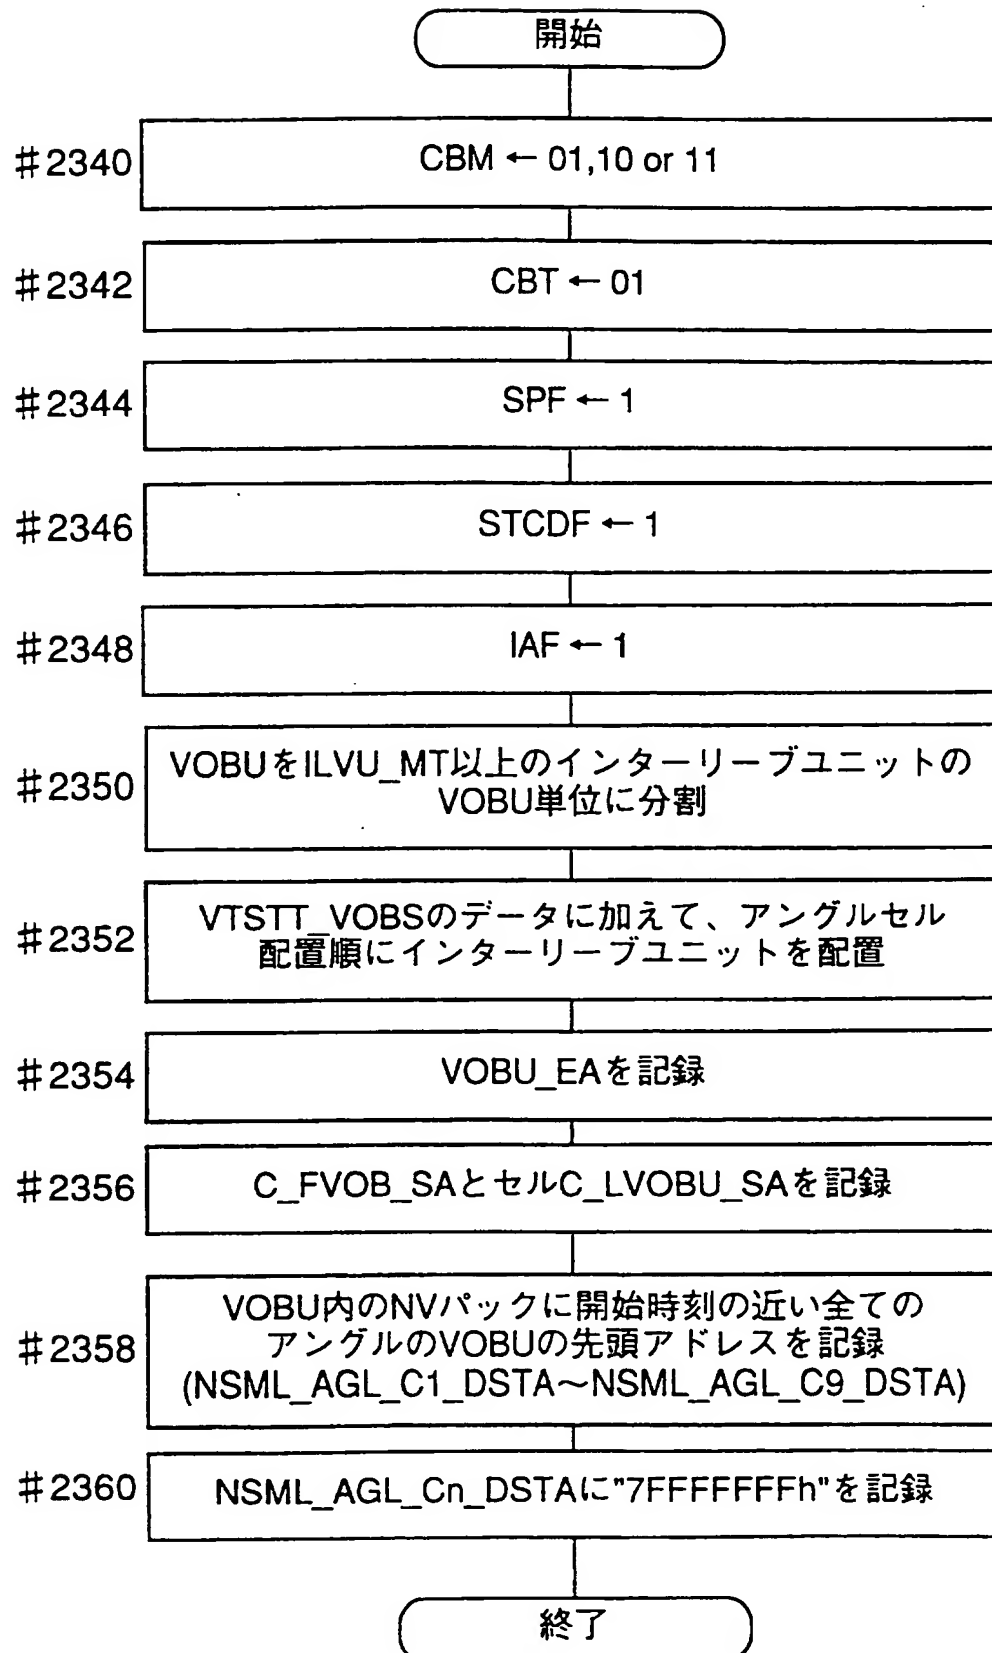 開始
#2340
CBM ← 01,10 or 11
#2342
CBT ← 01
#2344
SPF ← 1
#2346
STCDF ← 1
#2348
IAF ← 1
#2350
VOBUをILVU_MT以上のインターリーブユニットの
VOBU単位に分割
#2352
VTSTT_VOBSのデータに加えて、アングルセル
配置順にインターリーブユニットを配置
#2354
VOBU_EAを記録
#2356
C_FVOB_SAとセルC_LVOBU_SAを記録
#2358
VOBU内のNVパックに開始時刻の近い全ての
アングルのVOBUの先頭アドレスを記録
(NSML_AGL_C1_DSTA～NSML_AGL_C9_DSTA)
#2360
NSML_AGL_Cn_DSTAに"7FFFFFFFh"を記録
終了